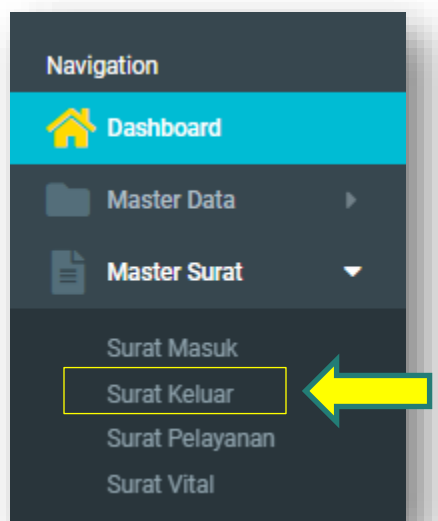 Navigation
Dashboard
Master Data
Master Surat
Surat Masuk
Surat Keluar
Surat Pelayanan
Surat Vital